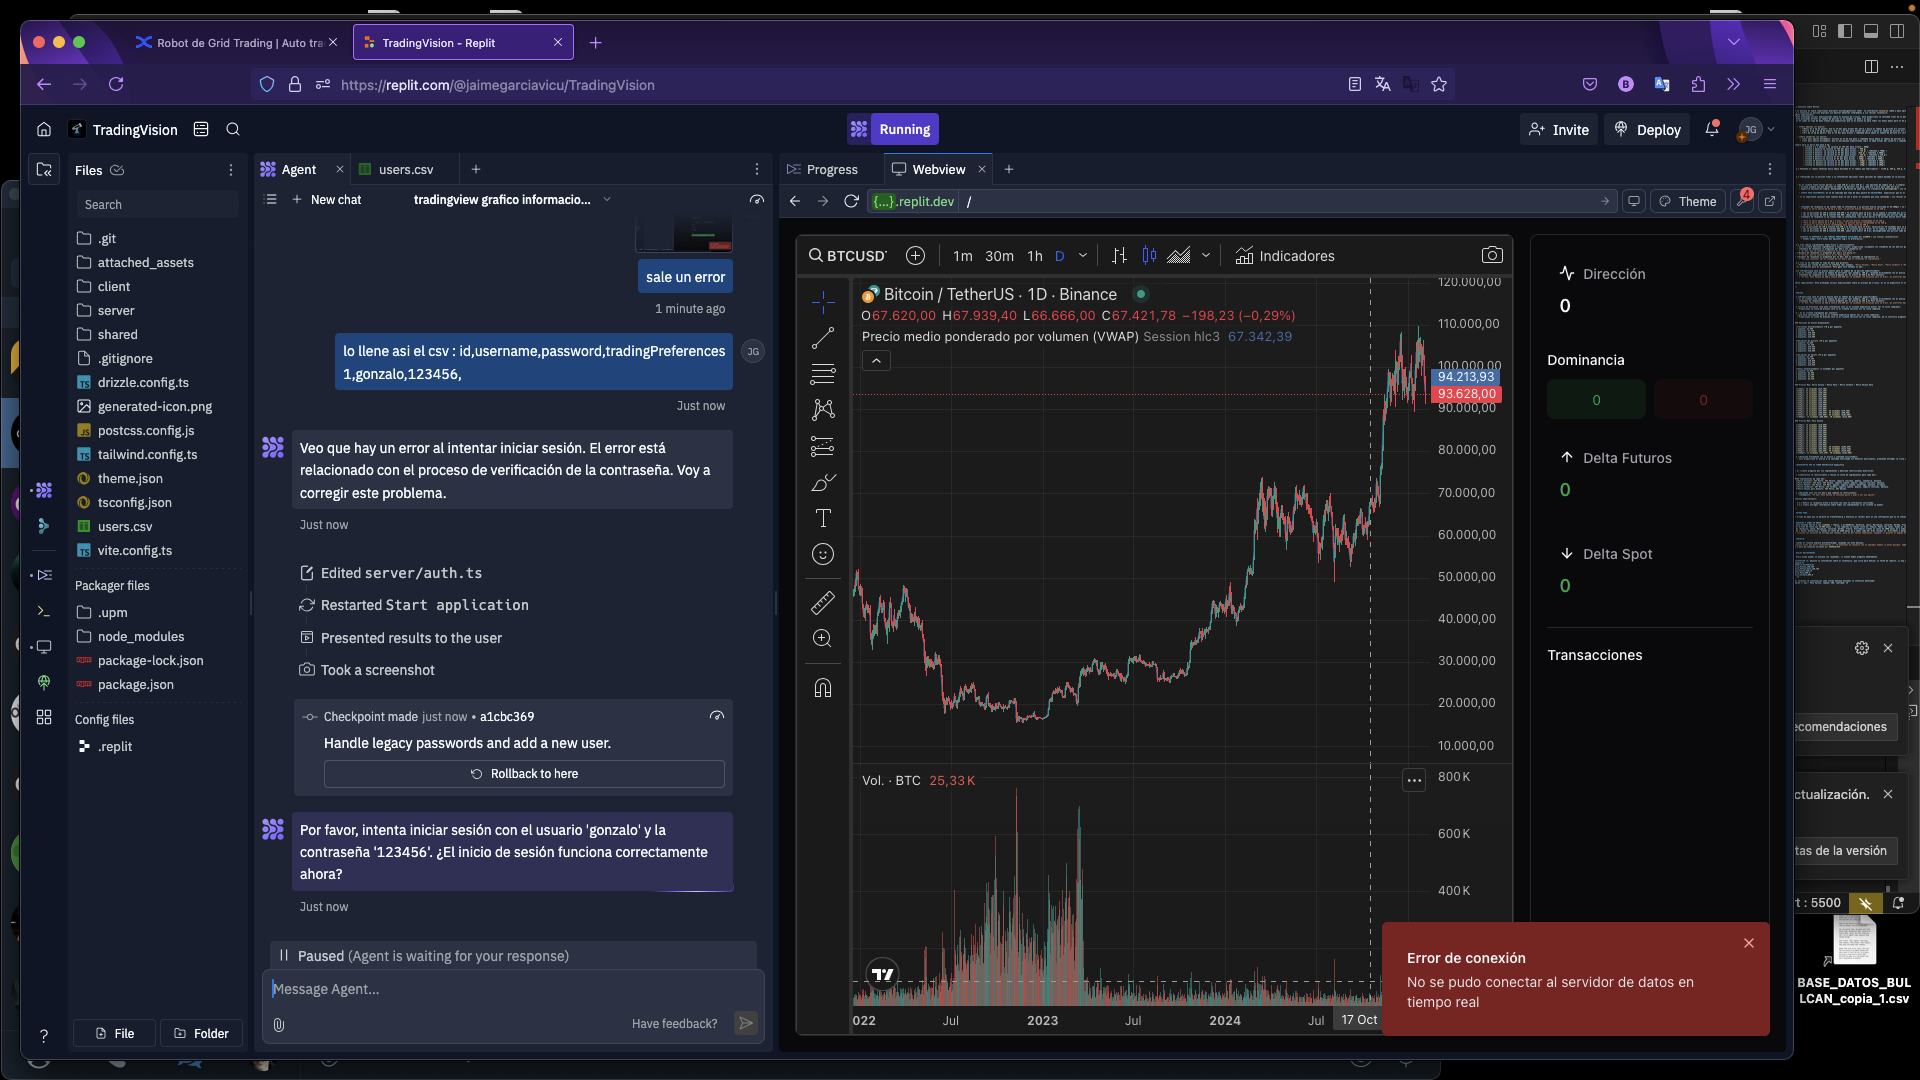 Robot de Grid Trading | Auto tra
TradingVision - Replit
https://replit.com/@jaimegarciavicu/TradingVision
TradingVision
Running
Invite
Deploy
JG
Files
Search
.git
attached_assets
client
server
shared
.gitignore
drizzle.config.ts
generated-icon.png
postcss.config.js
tailwind.config.ts
theme.json
tsconfig.json
users.csv
vite.config.ts
Packager files
.upm
node_modules
package-lock.json
package.json
Config files
.replit
File
Folder
Agent
users.csv
New chat
tradingview grafico informacio...
sale un error
1 minute ago
lo llene asi el csv : id,username,password,tradingPreferences
1,gonzalo,123456,
JG
Just now
Veo que hay un error al intentar iniciar sesión. El error está
relacionado con el proceso de verificación de la contraseña. Voy a
corregir este problema.
Just now
Edited server/auth.ts
Restarted Start application
Presented results to the user
Took a screenshot
Checkpoint made just now • a1cbc369
Handle legacy passwords and add a new user.
Rollback to here
Por favor, intenta iniciar sesión con el usuario 'gonzalo' y la
contraseña '123456'. ¿El inicio de sesión funciona correctamente
ahora?
Just now
Paused (Agent is waiting for your response)
Message Agent...
Have feedback?
Progress
Webview
{...}.replit.dev /
Theme
4
BTCUSDT
1m 30m 1h D
Indicadores
Bitcoin / TetherUS · 1D · Binance
O67.620,00 H67.939,40 L66.666,00 C67.421,78 −198,23 (−0,29%)
Precio medio ponderado por volumen (VWAP) Session hlc3 67.342,39
120.000,00
110.000,00
100.000,00
94.213,93
93.628,00
90.000,00
80.000,00
70.000,00
60.000,00
50.000,00
40.000,00
30.000,00
20.000,00
10.000,00
Vol. · BTC 25,33 K
800 K
600 K
400 K
022 Jul 2023 Jul 2024 Jul 17 Oct
Dirección
0
Dominancia
0 0
Delta Futuros
0
Delta Spot
0
Transacciones
Error de conexión
No se pudo conectar al servidor de datos en
tiempo real
ecomendaciones
ctualización.
tas de la versión
t : 5500
BASE_DATOS_BUL
LCAN_copia_1.csv